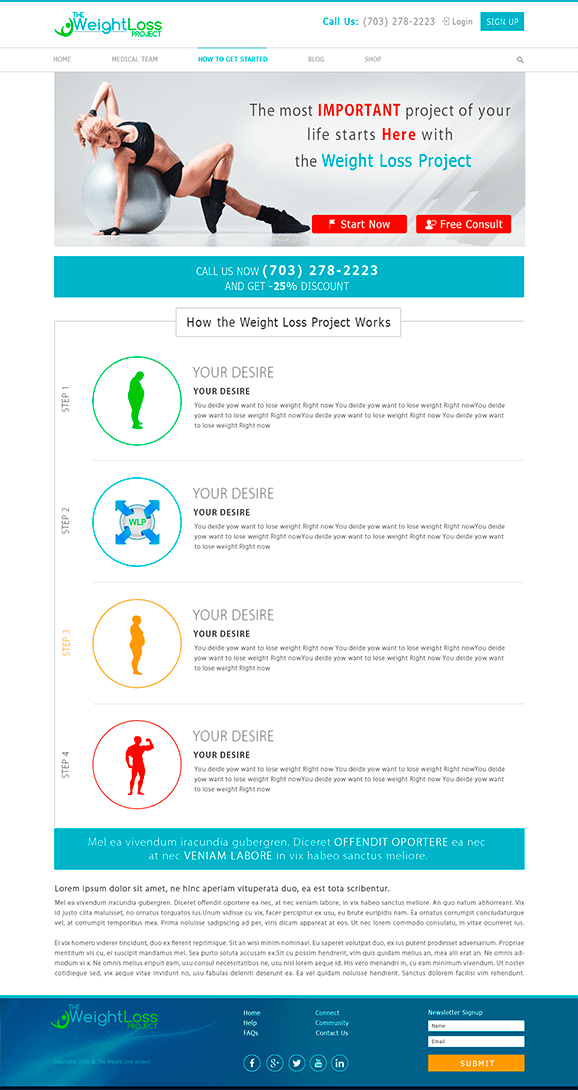 THE
WeightLoss
PROJECT
Call Us: (703) 278-2223 Login SIGN UP
HOME MEDICAL TEAM HOW TO GET STARTED BLOG SHOP
The most IMPORTANT project of your
life starts Here with
the Weight Loss Project
Start Now Free Consult
CALL US NOW (703) 278-2223
AND GET -25% DISCOUNT
How the Weight Loss Project Works
STEP 1
YOUR DESIRE
YOUR DESIRE
You deide yow want to lose weight Right now You deide yow want to lose weight Right nowYou deide
yow want to lose weight Right nowYou deide yow want to lose weight Right nowYou deide yow want
to lose weight Right now
STEP 2
WLP
YOUR DESIRE
YOUR DESIRE
You deide yow want to lose weight Right now You deide yow want to lose weight Right nowYou deide
yow want to lose weight Right nowYou deide yow want to lose weight Right nowYou deide yow want
to lose weight Right now
STEP 3
YOUR DESIRE
YOUR DESIRE
You deide yow want to lose weight Right now You deide yow want to lose weight Right nowYou deide
yow want to lose weight Right nowYou deide yow want to lose weight Right nowYou deide yow want
to lose weight Right now
STEP 4
YOUR DESIRE
YOUR DESIRE
You deide yow want to lose weight Right now You deide yow want to lose weight Right nowYou deide
yow want to lose weight Right nowYou deide yow want to lose weight Right nowYou deide yow want
to lose weight Right now
Mel ea vivendum iracundia gubergren. Diceret OFFENDIT OPORTERE ea nec
at nec VENIAM LABORE in vix habeo sanctus meliore.
Lorem ipsum dolor sit amet, ne hinc aperiam vituperata duo, ea est tota scribentur.
Mel ea vivendum iracundia gubergren. Diceret offendit oportere ea nec, at nec veniam labore, in vix habeo sanctus meliore. An quo natum abhorreant. Vix
id justo clita maluisset, no ornatus torquatos ius.Unum vidisse cu vix, facer percipitur ex usu, eu brute euripidis nam. Ea ornatus corrumpit concludaturque
vel, at corrumpit temporibus mea. Prima noluisse sadipscing ad per, viris dicam appareat at eos. Ut nec lorem commodo consulatu, in vitae ocurreret ius.
Ei vix homero viderer tincidunt, duo ex fierent reprimique. Sit an wisi minim nominavi. Eu saperet volutpat duo, ex ius putent prodesset adversarium. Propriae
mentitum vis cu, ei suscipit mandamus mel. Sea purto soluta accusam ex.Sit cu possim hendrerit, vim quis quidam melius an, mea alii erat an. Ne omnis ad-
modum vi x. Ne omnis melius eripuit eam, usu consul necessitatibus ne, usu nisl lorem aeque id. His vero menandri in, cu eam minimum vivendum. Ut noster
cotidieque sed, vix aeque vitae invidunt no, usu fabulas deleniti deserunt ea. Ea vel quidam noluisse hendrerit. Sanctus dolorem facilisi vim rehendunt.
THE
WeightLoss
PROJECT
Copyrights 2016 © The Weight Loss project
Home Connect
Help Community
FAQs Contact Us
Newsletter Signup
Name
Email
SUBMIT